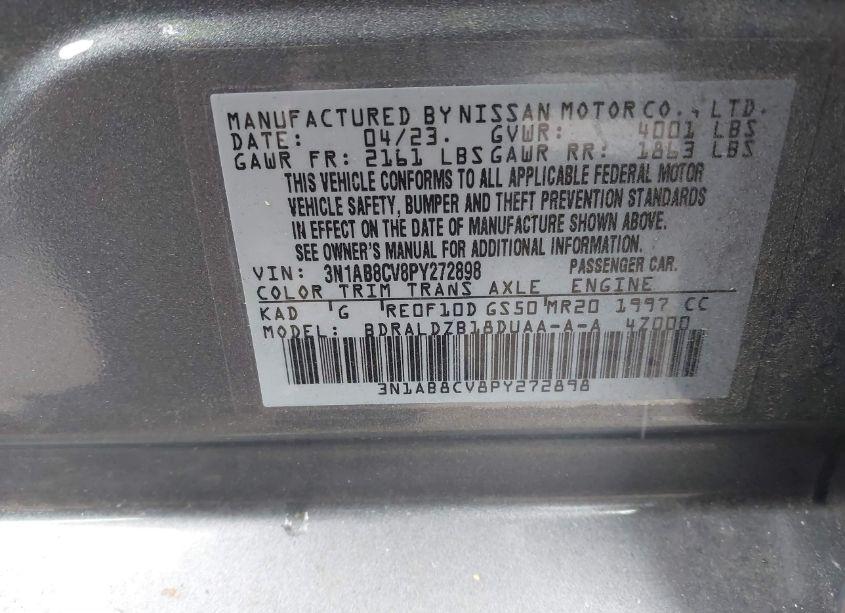 MANUFACTURED BY NISSAN MOTOR CO., LTD.
DATE: 04/23. GVWR: 4001 LBS
GAWR FR: 2161 LBS GAWR RR: 1863 LBS
THIS VEHICLE CONFORMS TO ALL APPLICABLE FEDERAL MOTOR
VEHICLE SAFETY, BUMPER AND THEFT PREVENTION STANDARDS
IN EFFECT ON THE DATE OF MANUFACTURE SHOWN ABOVE.
SEE OWNER'S MANUAL FOR ADDITIONAL INFORMATION.
VIN: 3N1AB8CV8PY272898 PASSENGER CAR.
COLOR TRIM TRANS AXLE ENGINE
KAD G RE0F10D GS50 MR20 1997 CC
MODEL: BDRALDZB18DUAA-A-A 4Z000
3N1AB8CV8PY272898